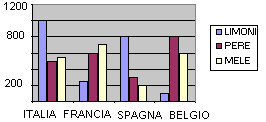 1200
800
200
ITALIA FRANCIA SPAGNA BELGIO
LIMONI
PERE
MELE